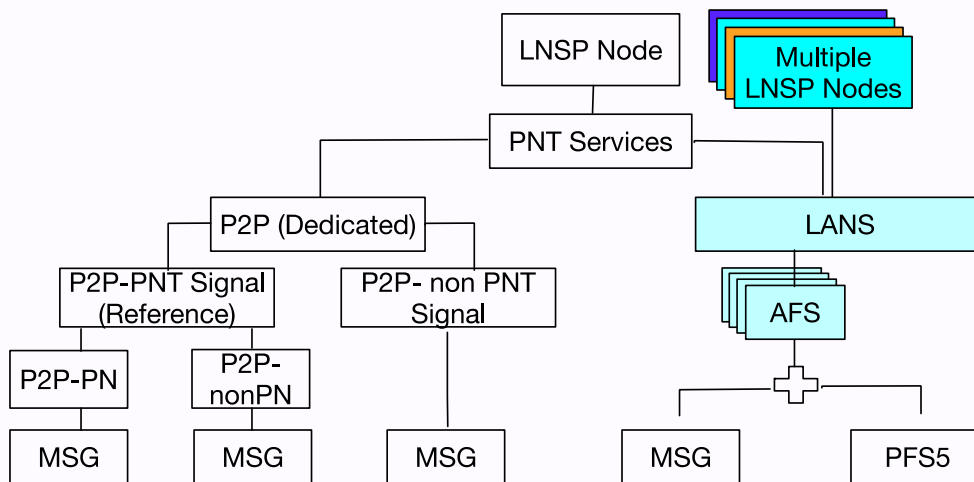 LNSP Node
Multiple
LNSP Nodes
PNT Services
P2P (Dedicated)
LANS
P2P-PNT Signal
(Reference)
P2P- non PNT
Signal
AFS
P2P-PN
P2P-
nonPN
MSG
MSG
MSG
MSG
PFS5